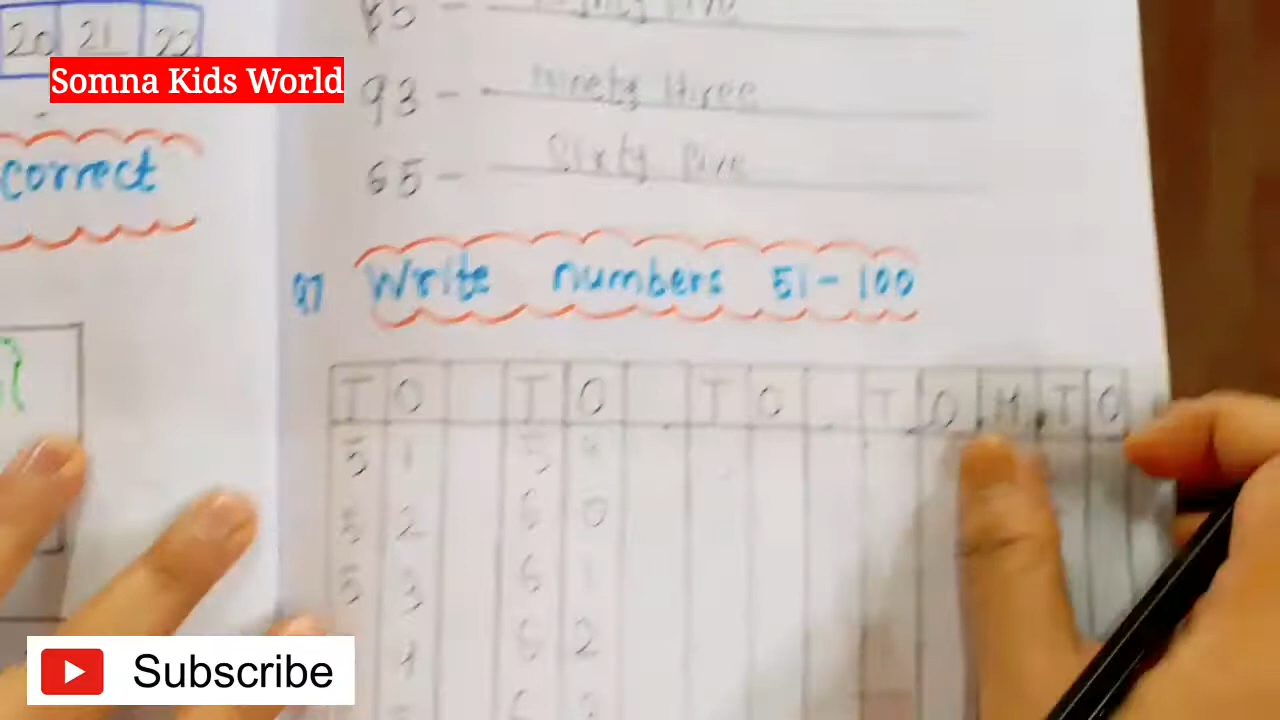 20 21 22
Somna Kids World
correct
93 - Ninety three
65 - Sixty five
Q7 Write numbers 51-100
T O T O T O T O H T O
5 1 5
5 2 6 0
5 3 6 1
4 6 2
Subscribe